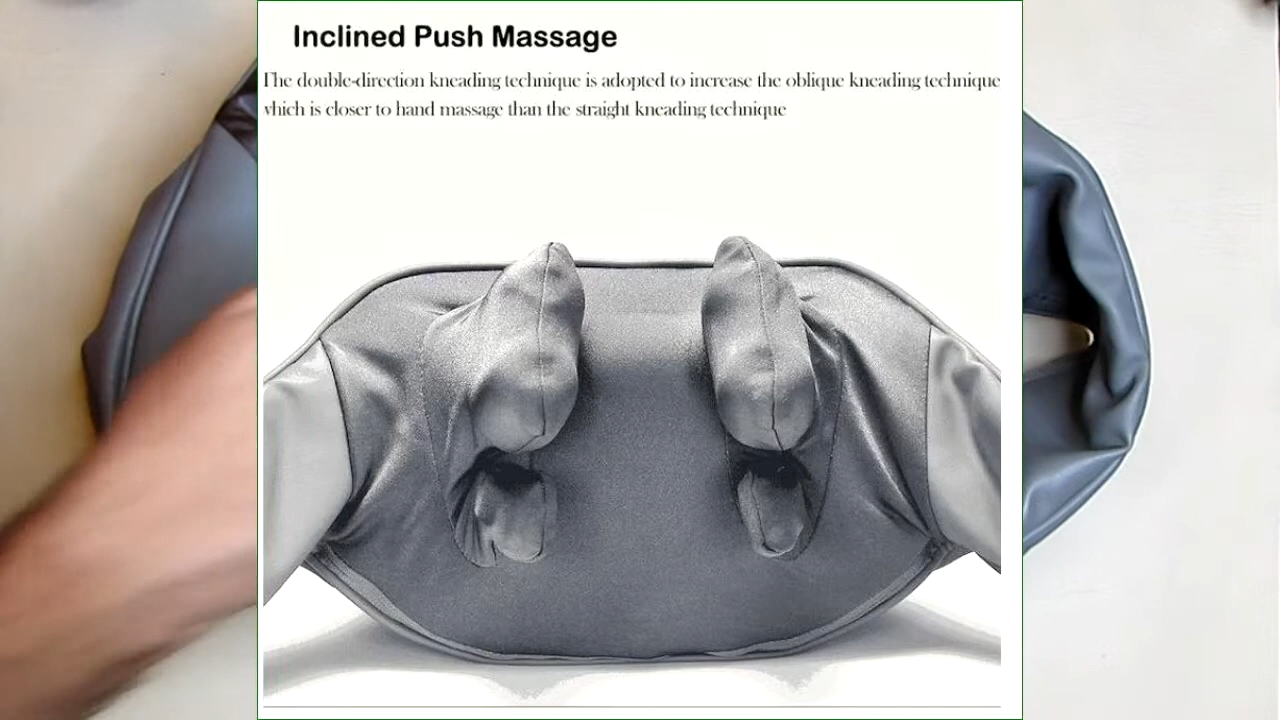 Inclined Push Massage
The double-direction kneading technique is adopted to increase the oblique kneading technique
which is closer to hand massage than the straight kneading technique